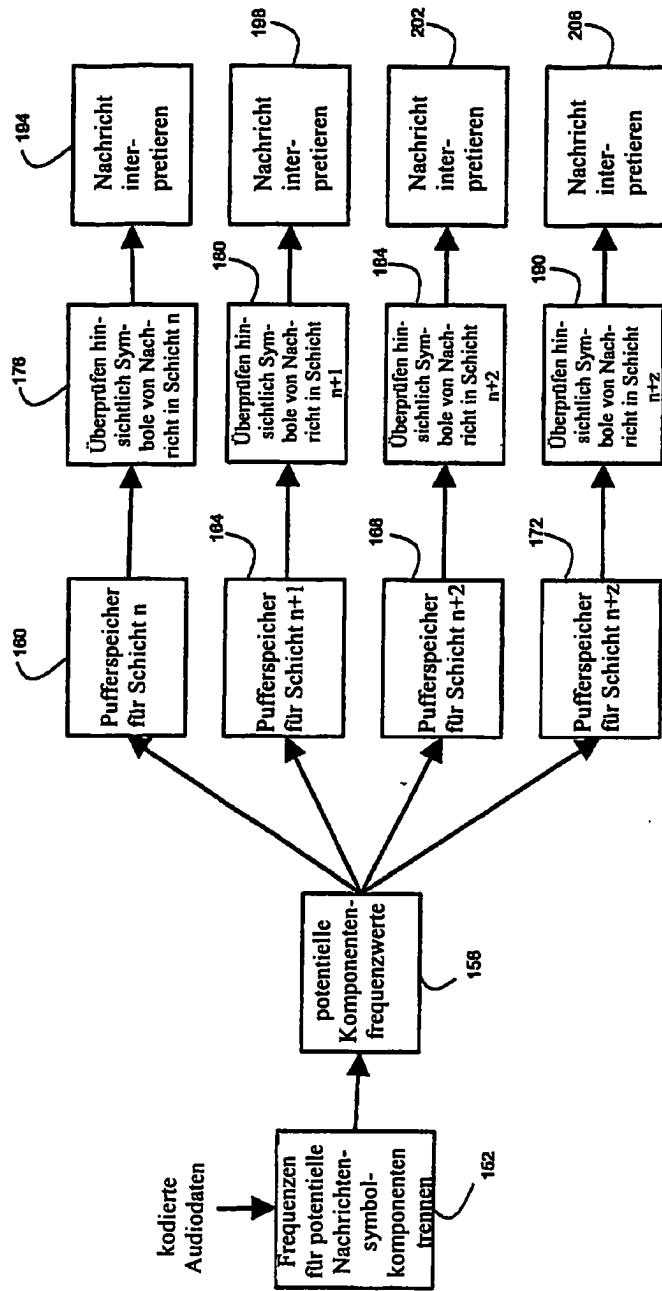 kodierte
Audiodaten
Frequenzen
für potentielle
Nachrichten-
symbol-
komponenten
trennen
152
potentielle
Komponenten-
frequenzwerte
156
160
Pufferspeicher
für Schicht n
176
Überprüfen hin-
sichtlich Sym-
bole von Nach-
richt in Schicht n
194
Nachricht
inter-
pretieren
164
Pufferspeicher
für Schicht n+1
180
Überprüfen hin-
sichtlich Sym-
bole von Nach-
richt in Schicht
n+1
198
Nachricht
inter-
pretieren
168
Pufferspeicher
für Schicht n+2
184
Überprüfen hin-
sichtlich Sym-
bole von Nach-
richt in Schicht
n+2
202
Nachricht
inter-
pretieren
172
Pufferspeicher
für Schicht n+z
190
Überprüfen hin-
sichtlich Sym-
bole von Nach-
richt in Schicht
n+z
206
Nachricht
inter-
pretieren